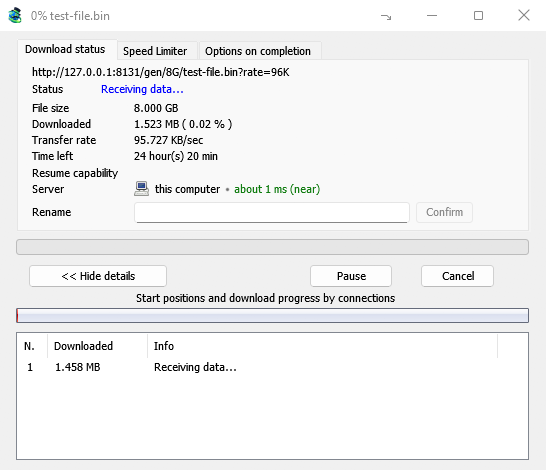 0% test-file.bin
Download status Speed Limiter Options on completion
http://127.0.0.1:8131/gen/8G/test-file.bin?rate=96K
Status Receiving data...
File size 8.000 GB
Downloaded 1.523 MB ( 0.02 % )
Transfer rate 95.727 KB/sec
Time left 24 hour(s) 20 min
Resume capability
Server this computer • about 1 ms (near)
Rename Confirm
<< Hide details Pause Cancel
Start positions and download progress by connections
N. Downloaded Info
1 1.458 MB Receiving data...